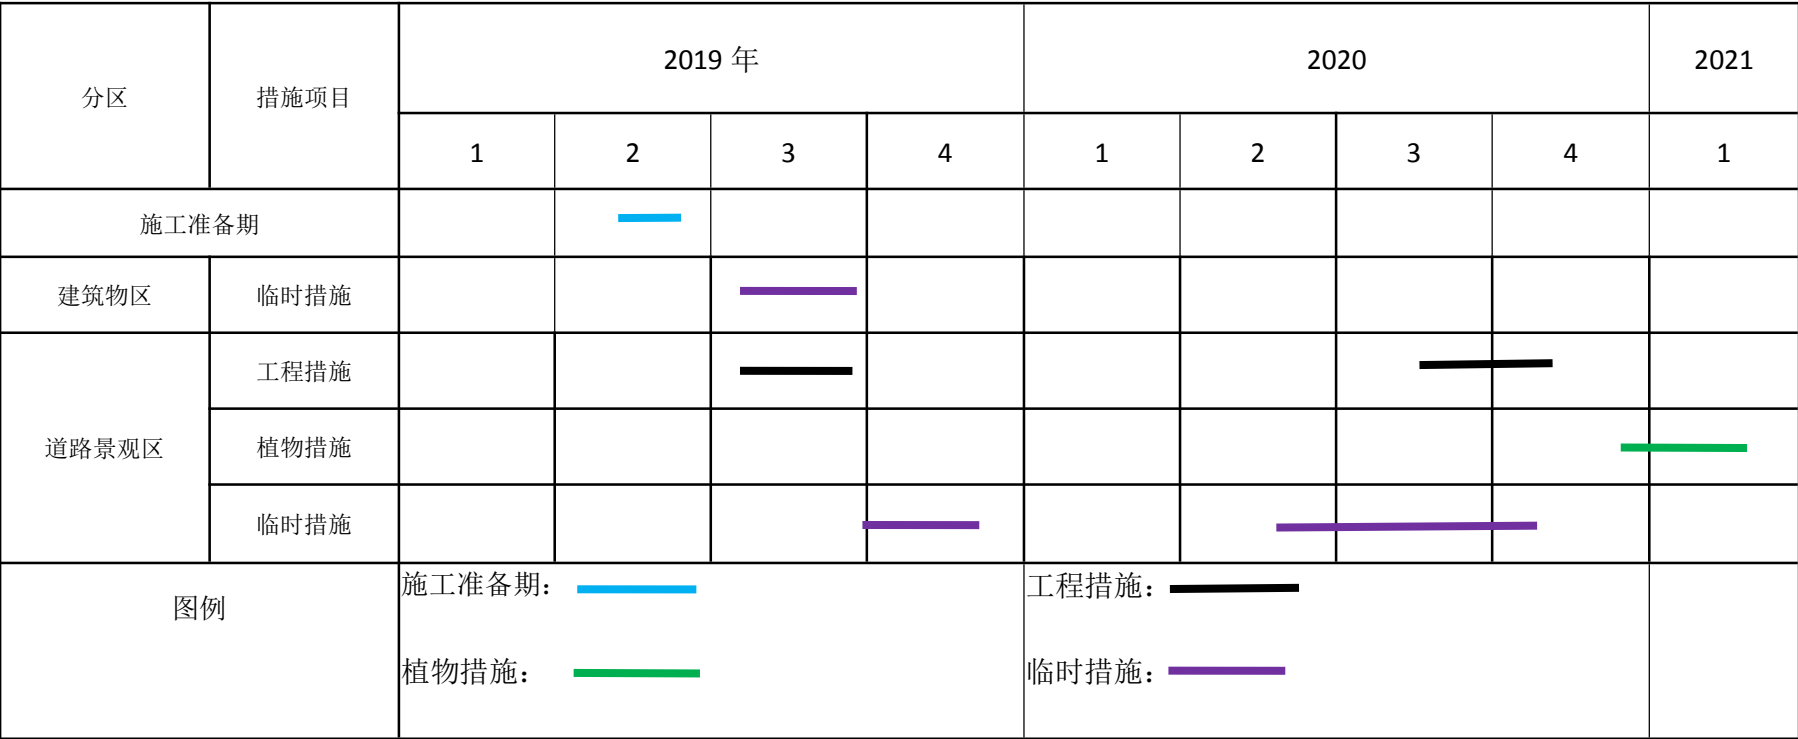 分区 措施项目 2019 年 2020 2021
1 2 3 4 1 2 3 4 1
施工准备期
建筑物区 临时措施
工程措施
道路景观区 植物措施
临时措施
图例 施工准备期： 工程措施：
植物措施： 临时措施：